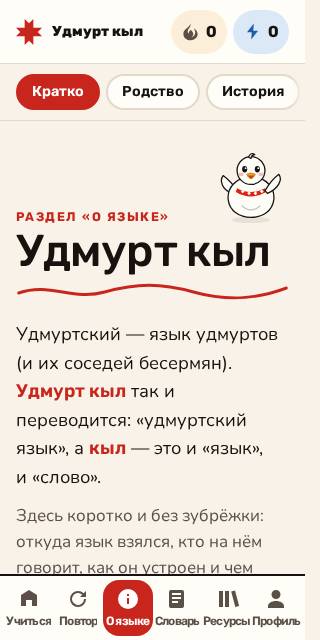 Удмурт кыл
0
0
Кратко
Родство
История
РАЗДЕЛ «О ЯЗЫКЕ»
Удмурт кыл
Удмуртский — язык удмуртов
(и их соседей бесермян).
Удмурт кыл так и
переводится: «удмуртский
язык», а кыл — это и «язык»,
и «слово».
Здесь коротко и без зубрёжки:
откуда язык взялся, кто на нём
говорит, как он устроен и чем
Учиться
Повтор
О языке
Словарь
Ресурсы
Профиль